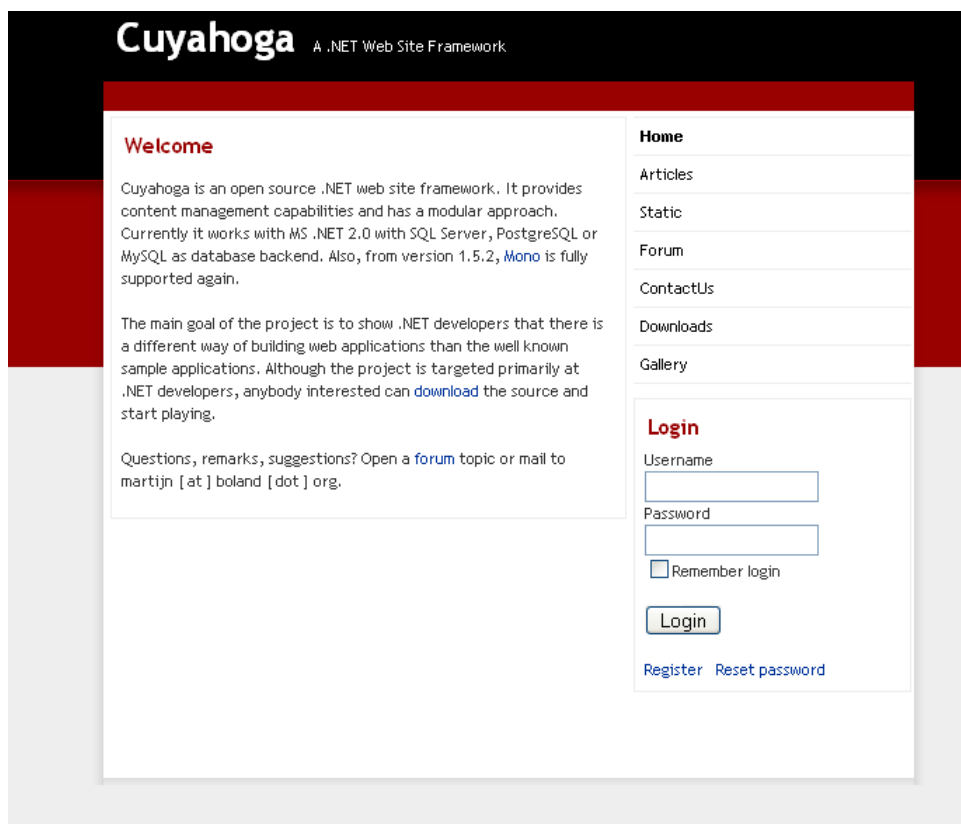 Cuyahoga A .NET Web Site Framework
Welcome
Cuyahoga is an open source .NET web site framework. It provides
content management capabilities and has a modular approach.
Currently it works with MS .NET 2.0 with SQL Server, PostgreSQL or
MySQL as database backend. Also, from version 1.5.2, Mono is fully
supported again.
The main goal of the project is to show .NET developers that there is
a different way of building web applications than the well known
sample applications. Although the project is targeted primarily at
.NET developers, anybody interested can download the source and
start playing.
Questions, remarks, suggestions? Open a forum topic or mail to
martijn [at] boland [dot] org.
Home
Articles
Static
Forum
ContactUs
Downloads
Gallery
Login
Username
Password
Remember login
Login
Register Reset password